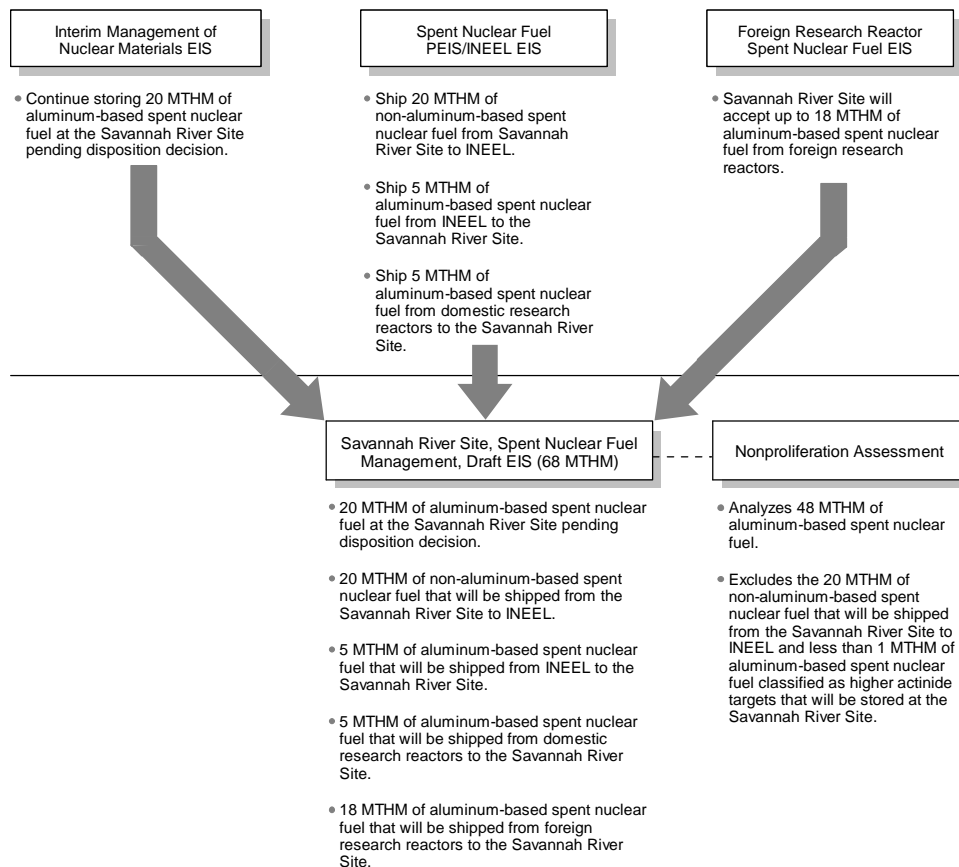 Interim Management of
Nuclear Materials EIS
• Continue storing 20 MTHM of
aluminum-based spent nuclear
fuel at the Savannah River Site
pending disposition decision.
Spent Nuclear Fuel
PEIS/INEEL EIS
• Ship 20 MTHM of
non-aluminum-based spent
nuclear fuel from Savannah
River Site to INEEL.
• Ship 5 MTHM of
aluminum-based spent nuclear
fuel from INEEL to the
Savannah River Site.
• Ship 5 MTHM of
aluminum-based spent nuclear
fuel from domestic research
reactors to the Savannah River
Site.
Foreign Research Reactor
Spent Nuclear Fuel EIS
• Savannah River Site will
accept up to 18 MTHM of
aluminum-based spent nuclear
fuel from foreign research
reactors.
Savannah River Site, Spent Nuclear Fuel
Management, Draft EIS (68 MTHM)
• 20 MTHM of aluminum-based spent nuclear
fuel at the Savannah River Site pending
disposition decision.
• 20 MTHM of non-aluminum-based spent
nuclear fuel that will be shipped from the
Savannah River Site to INEEL.
• 5 MTHM of aluminum-based spent nuclear
fuel that will be shipped from INEEL to the
Savannah River Site.
• 5 MTHM of aluminum-based spent nuclear
fuel that will be shipped from domestic
research reactors to the Savannah River
Site.
• 18 MTHM of aluminum-based spent nuclear
fuel that will be shipped from foreign
research reactors to the Savannah River
Site.
Nonproliferation Assessment
• Analyzes 48 MTHM of
aluminum-based spent nuclear
fuel.
• Excludes the 20 MTHM of
non-aluminum-based spent
nuclear fuel that will be shipped
from the Savannah River Site to
INEEL and less than 1 MTHM of
aluminum-based spent nuclear
fuel classified as higher actinide
targets that will be stored at the
Savannah River Site.